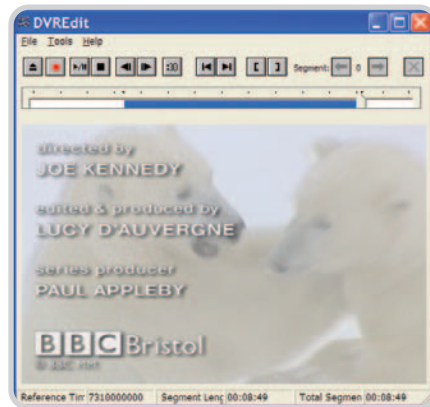 DVREdit
File Tools Help
:30 Segment: 0
directed by
JOE KENNEDY
edited & produced by
LUCY D'AUVERGNE
series producer
PAUL APPLEBY
BBC Bristol
Reference Tim 7310000000 Segment Leng 00:08:49 Total Segmen 00:08:49